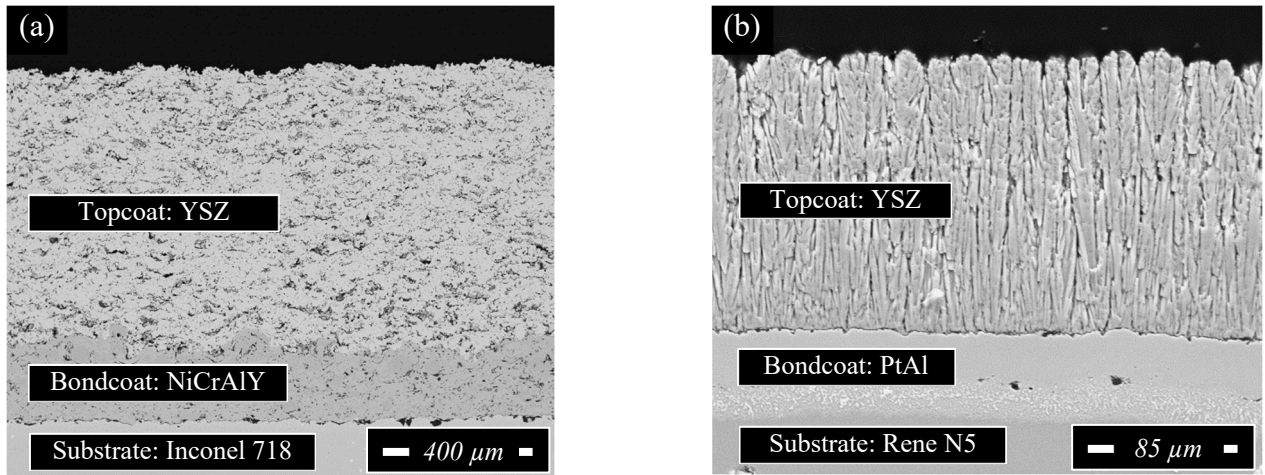 (a)
Topcoat: YSZ
Bondcoat: NiCrAlY
Substrate: Inconel 718
400 µm
(b)
Topcoat: YSZ
Bondcoat: PtAl
Substrate: Rene N5
85 µm